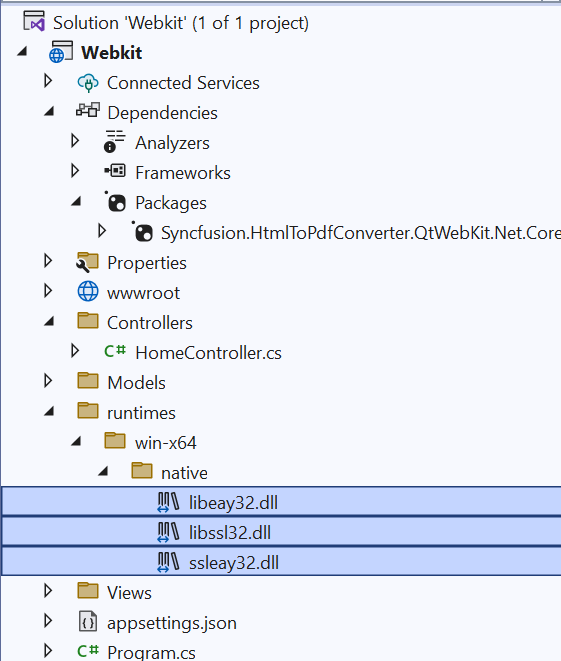 Solution 'Webkit' (1 of 1 project)
Webkit
Connected Services
Dependencies
Analyzers
Frameworks
Packages
Syncfusion.HtmlToPdfConverter.QtWebKit.Net.Core
Properties
wwwroot
Controllers
C# HomeController.cs
Models
runtimes
win-x64
native
libeay32.dll
libssl32.dll
ssleay32.dll
Views
appsettings.json
C# Program.cs